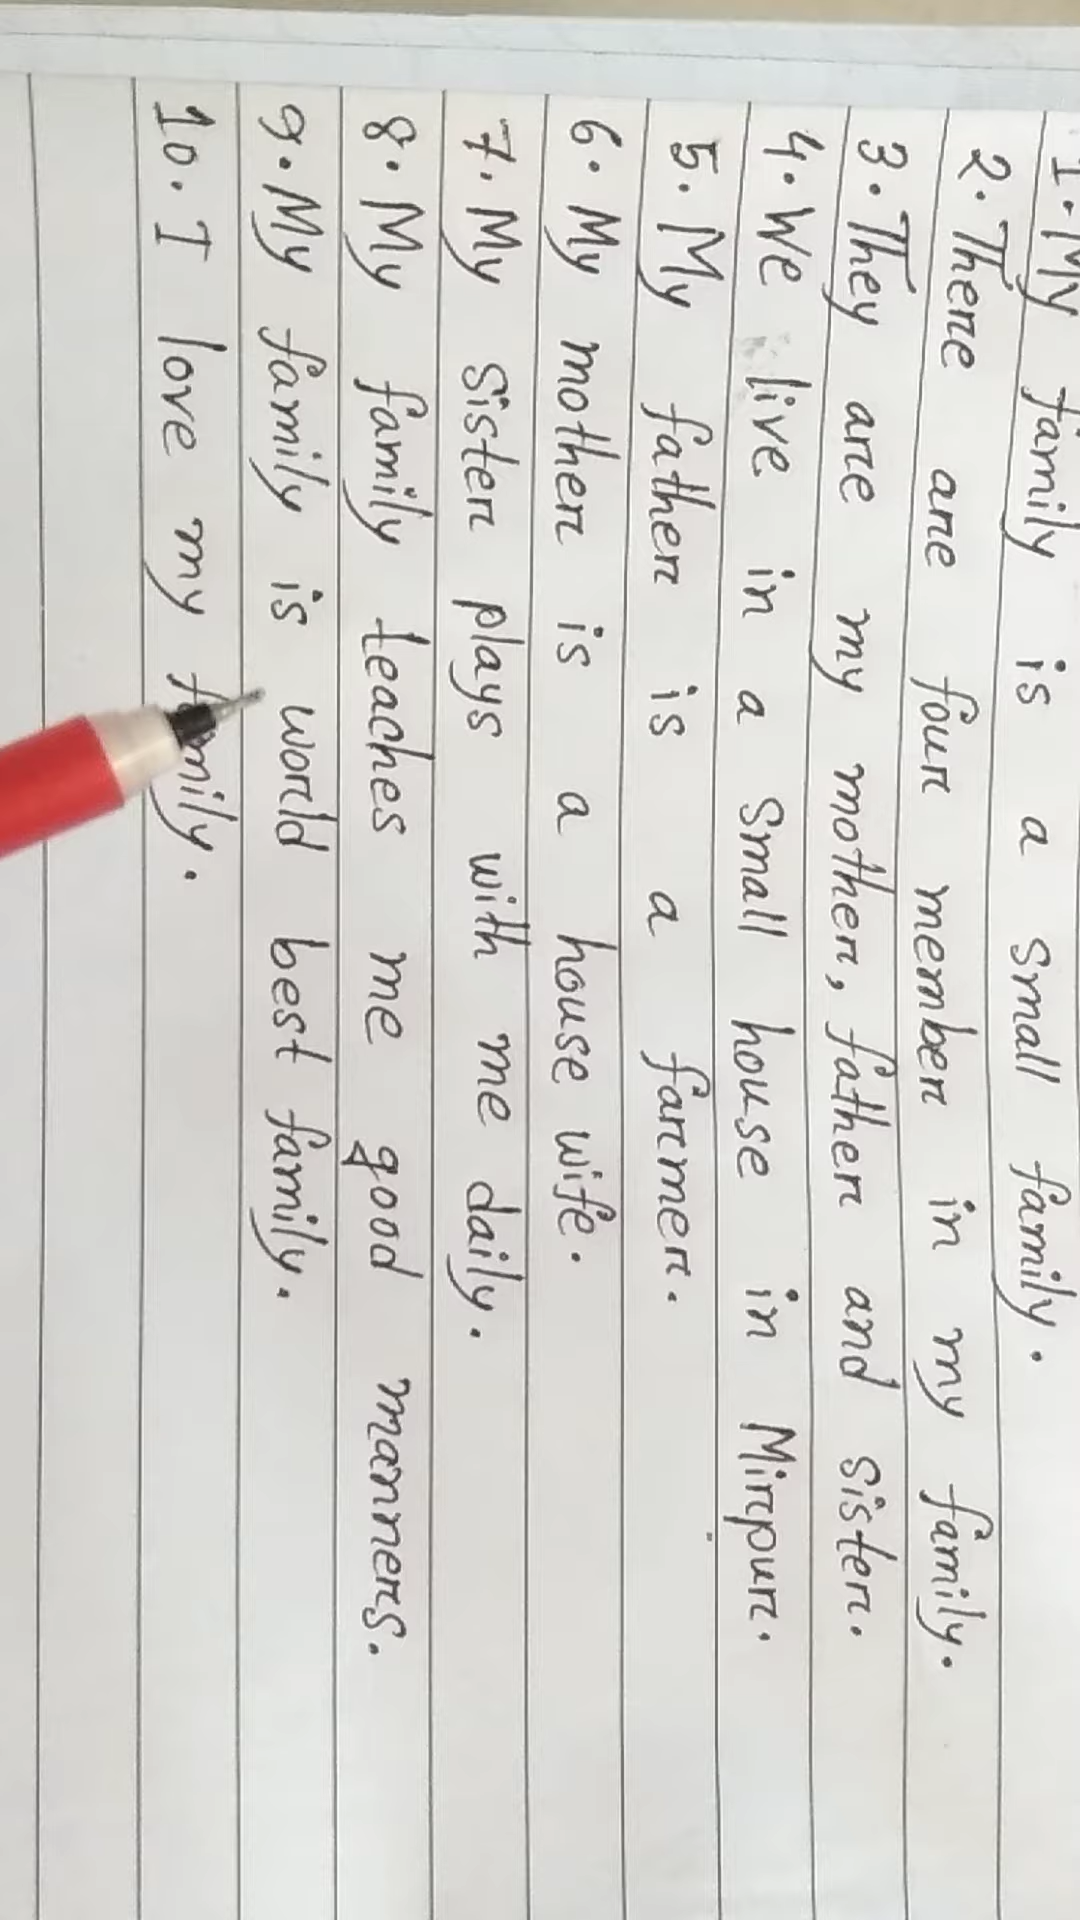 1. My family is a small family.
2. There are four member in my family.
3. They are my mother, father and sister.
4. We live in a small house in Mirpur.
5. My father is a farmer.
6. My mother is a house wife.
7. My sister plays with me daily.
8. My family teaches me good manners.
9. My family is world best family.
10. I love my family.